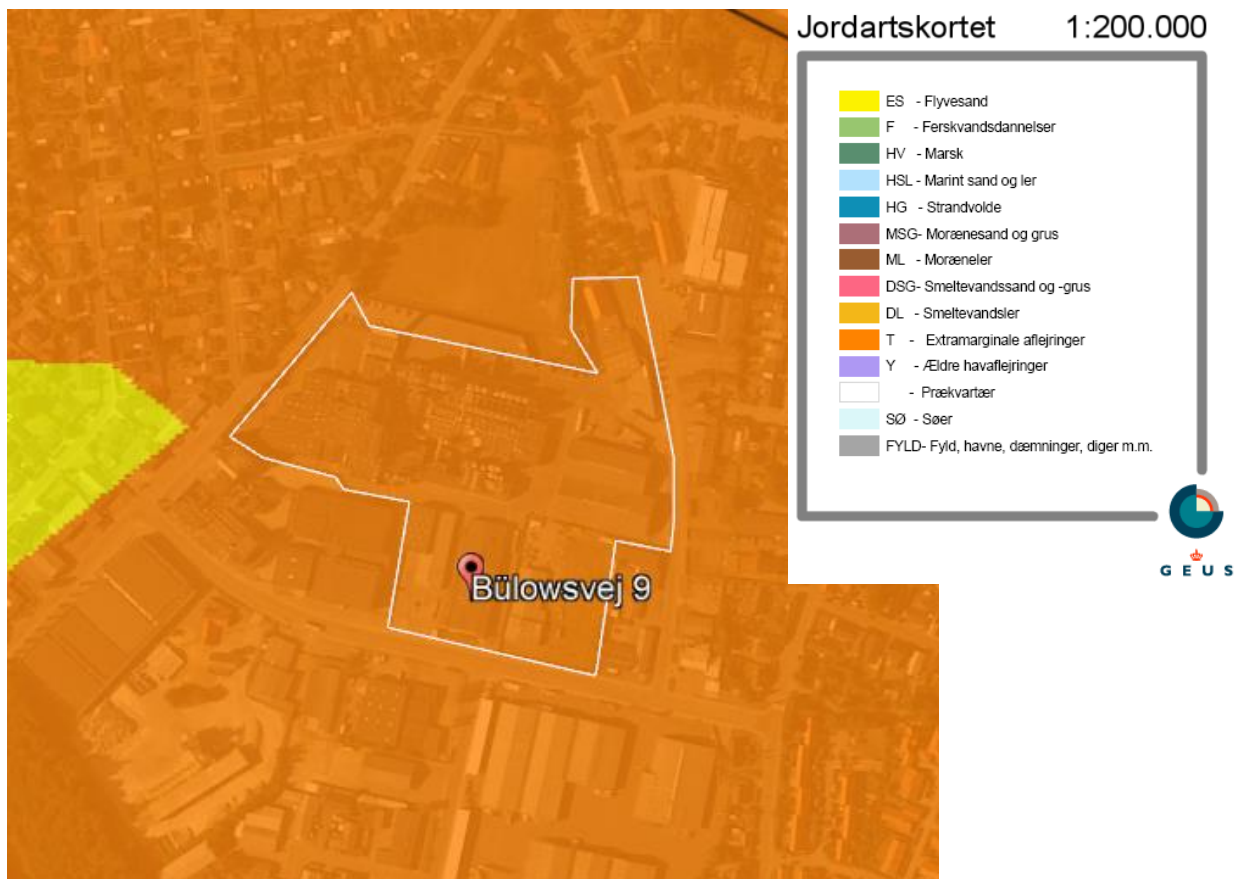 Jordartskortet 1:200.000
ES - Flyvesand
F - Ferskvandsdannelser
HV - Marsk
HSL - Marint sand og ler
HG - Strandvolde
MSG- Morænesand og grus
ML - Moræneler
DSG- Smeltevandssand og -grus
DL - Smeltevandsler
T - Extramarginale aflejringer
Y - Ældre havaflejringer
- Prækvartær
SØ - Søer
FYLD- Fyld, havne, dæmninger, diger m.m.
GEUS
Bülowsvej 9